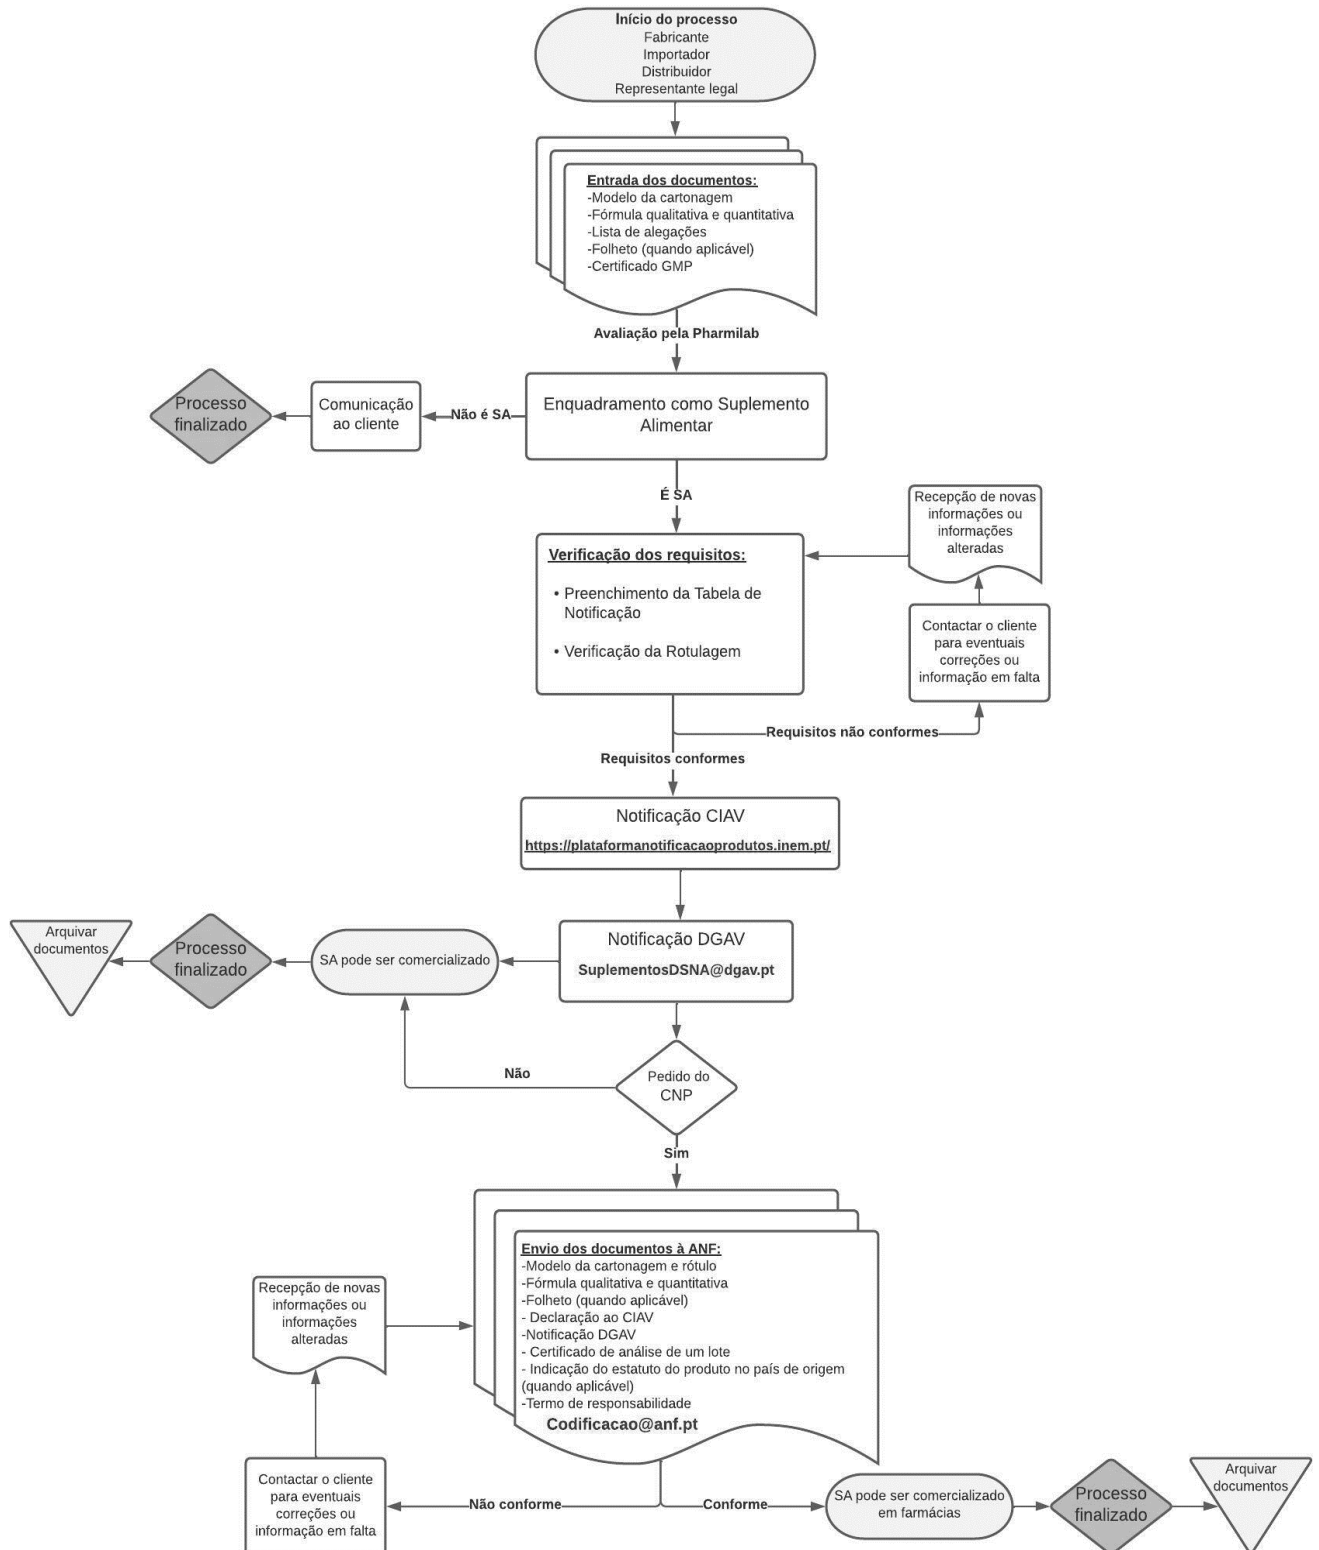 Início do processo
Fabricante
Importador
Distribuidor
Representante legal
Entrada dos documentos:
-Modelo da cartonagem
-Fórmula qualitativa e quantitativa
-Lista de alegações
-Folheto (quando aplicável)
-Certificado GMP
Avaliação pela Pharmilab
Enquadramento como Suplemento
Alimentar
Não é SA
Comunicação
ao cliente
Processo
finalizado
É SA
Verificação dos requisitos:
• Preenchimento da Tabela de
Notificação
• Verificação da Rotulagem
Recepção de novas
informações ou
informações
alteradas
Contactar o cliente
para eventuais
correções ou
informação em falta
Requisitos não conformes
Requisitos conformes
Notificação CIAV
https://plataformanotificacaoprodutos.inem.pt/
Notificação DGAV
SuplementosDSNA@dgav.pt
SA pode ser comercializado
Processo
finalizado
Arquivar
documentos
Pedido do
CNP
Não
Sim
Envio dos documentos à ANF:
-Modelo da cartonagem e rótulo
-Fórmula qualitativa e quantitativa
-Folheto (quando aplicável)
- Declaração ao CIAV
-Notificação DGAV
- Certificado de análise de um lote
- Indicação do estatuto do produto no país de origem
(quando aplicável)
-Termo de responsabilidade
Codificacao@anf.pt
Recepção de novas
informações ou
informações
alteradas
Contactar o cliente
para eventuais
correções ou
informação em falta
Não conforme
Conforme
SA pode ser comercializado
em farmácias
Processo
finalizado
Arquivar
documentos